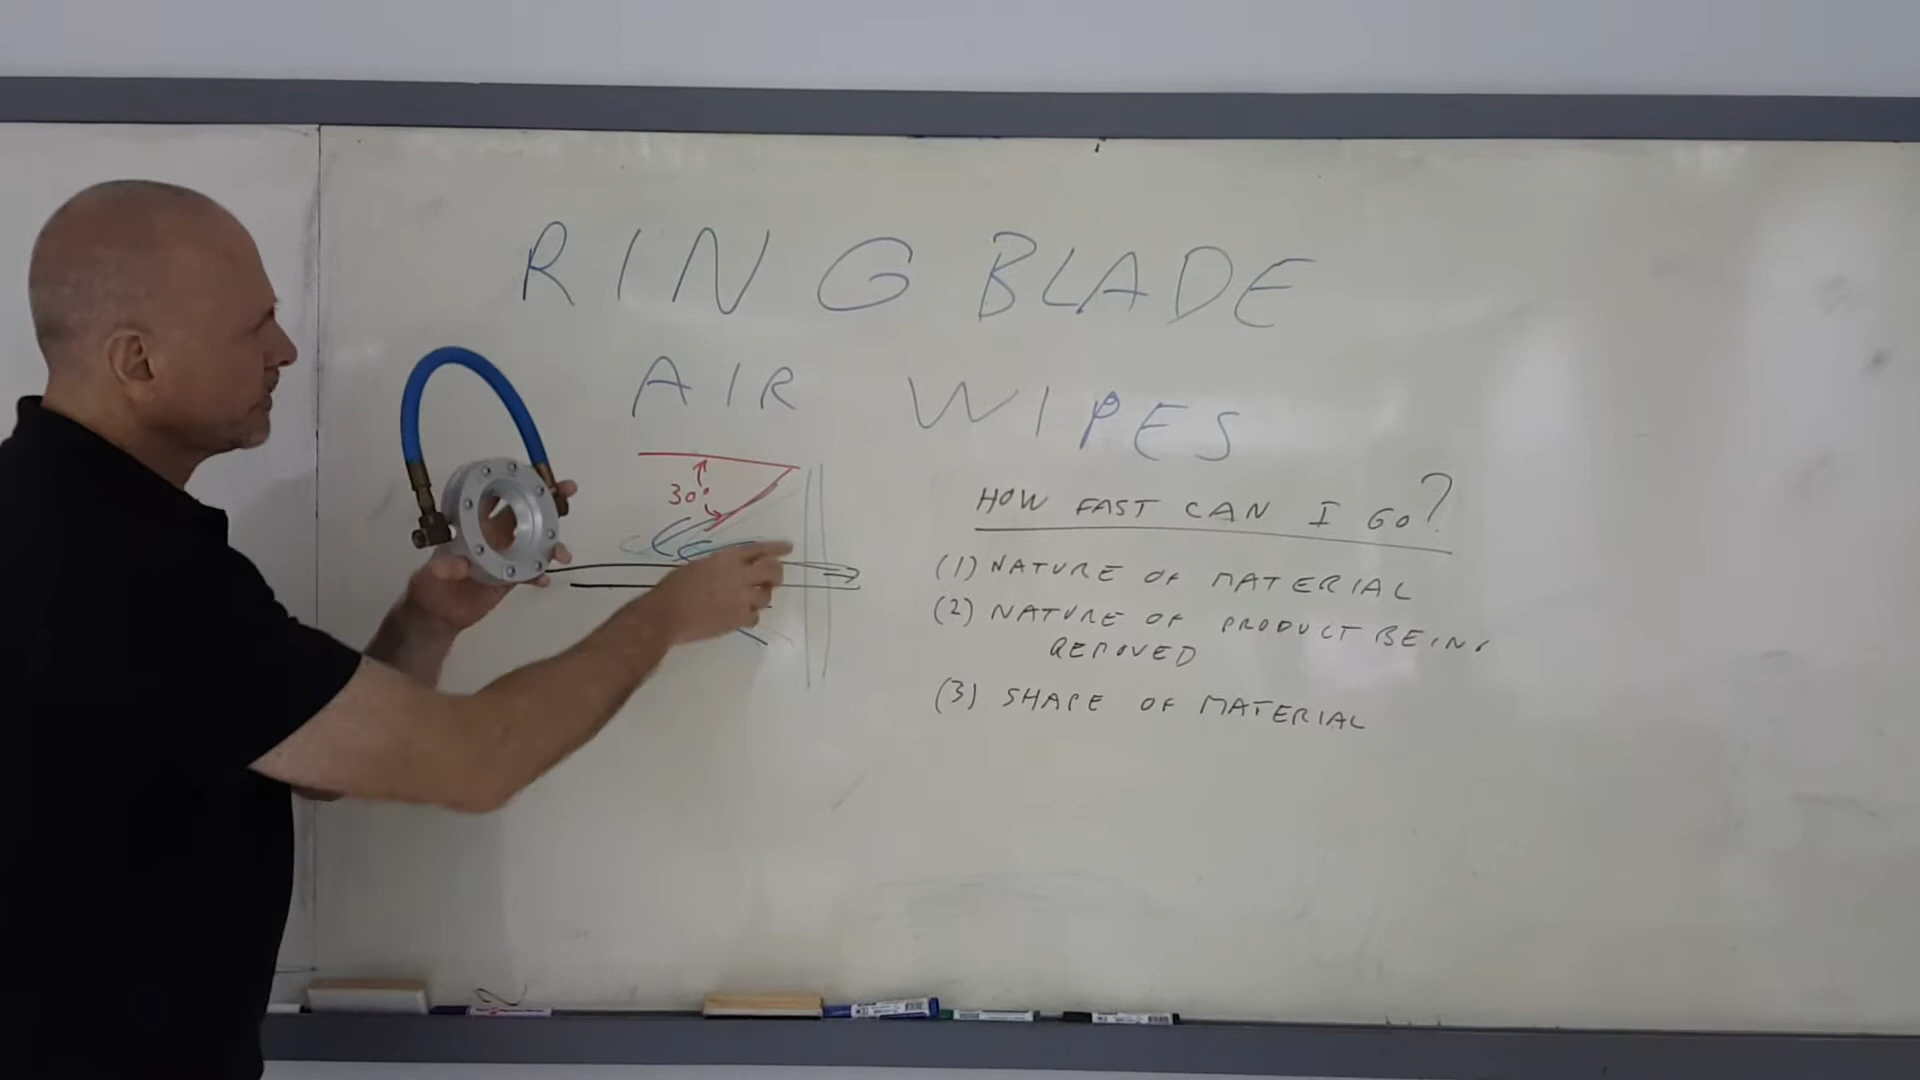 RING BLADE
AIR WIPES
30°
HOW FAST CAN I GO?
(1) NATURE OF MATERIAL
(2) NATURE OF PRODUCT BEING
REMOVED
(3) SHAPE OF MATERIAL